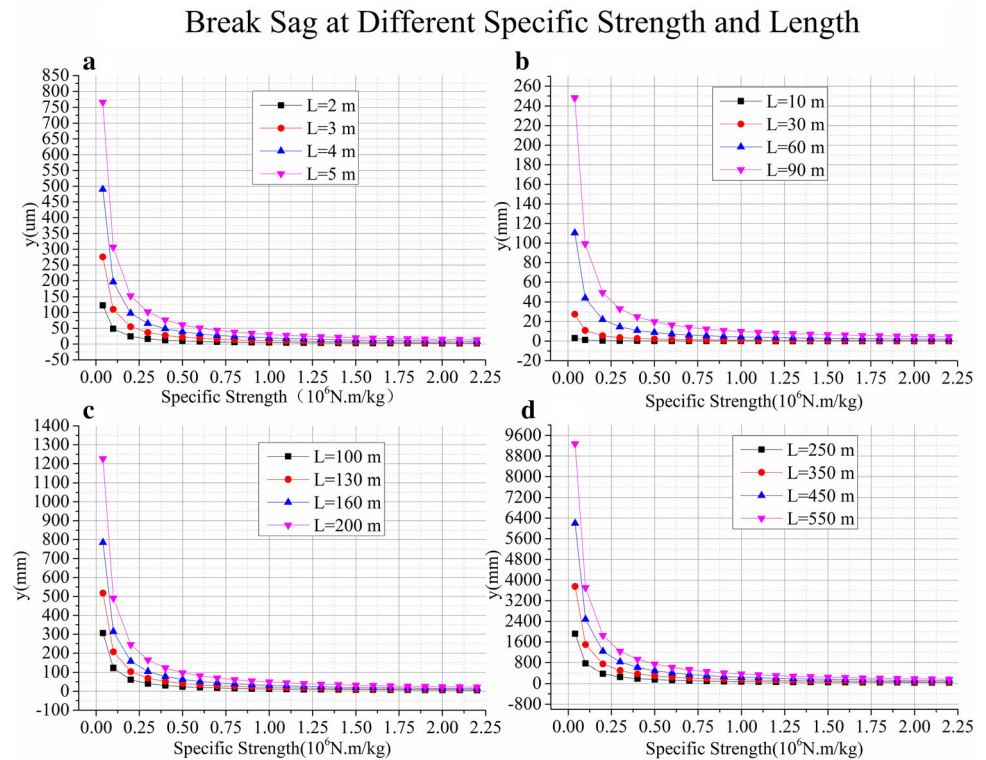 Break Sag at Different Specific Strength and Length
a
850
800
750
700
650
600
550
500
450
400
350
300
250
200
150
100
50
0
-50
y(um)
L=2 m
L=3 m
L=4 m
L=5 m
0.00 0.25 0.50 0.75 1.00 1.25 1.50 1.75 2.00 2.25
Specific Strength（10⁶N.m/kg）
b
260
240
220
200
180
160
140
120
100
80
60
40
20
0
-20
y(mm)
L=10 m
L=30 m
L=60 m
L=90 m
0.00 0.25 0.50 0.75 1.00 1.25 1.50 1.75 2.00 2.25
Specific Strength(10⁶N.m/kg)
c
1400
1300
1200
1100
1000
900
800
700
600
500
400
300
200
100
0
-100
y(mm)
L=100 m
L=130 m
L=160 m
L=200 m
0.00 0.25 0.50 0.75 1.00 1.25 1.50 1.75 2.00 2.25
Specific Strength(10⁶N.m/kg)
d
9600
8800
8000
7200
6400
5600
4800
4000
3200
2400
1600
800
0
-800
y(mm)
L=250 m
L=350 m
L=450 m
L=550 m
0.00 0.25 0.50 0.75 1.00 1.25 1.50 1.75 2.00 2.25
Specific Strength(10⁶N.m/kg)